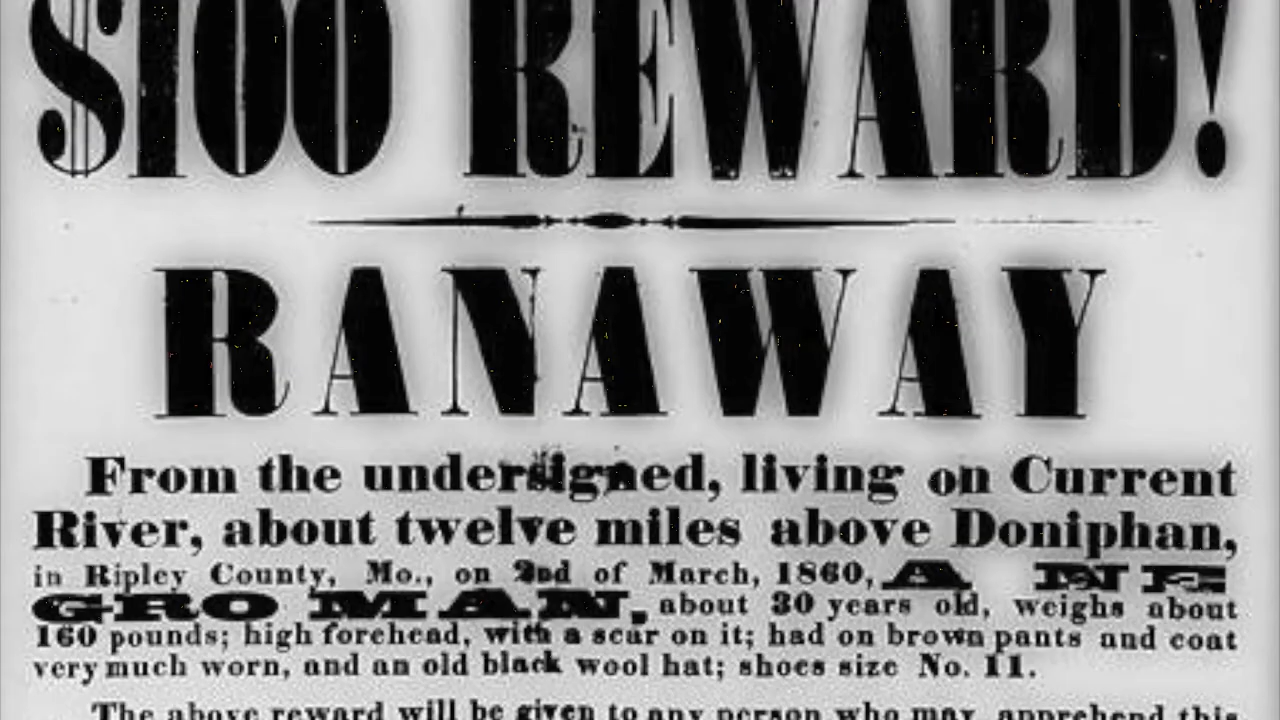 $100 REWARD!
RANAWAY
From the undersigned, living on Current
River, about twelve miles above Doniphan,
in Ripley County, Mo., on 2nd of March, 1860, A NE
GRO MAN, about 30 years old, weighs about
160 pounds; high forehead, with a scar on it; had on brown pants and coat
very much worn, and an old black wool hat; shoes size No. 11.
The above reward will be given to any person who may apprehend this